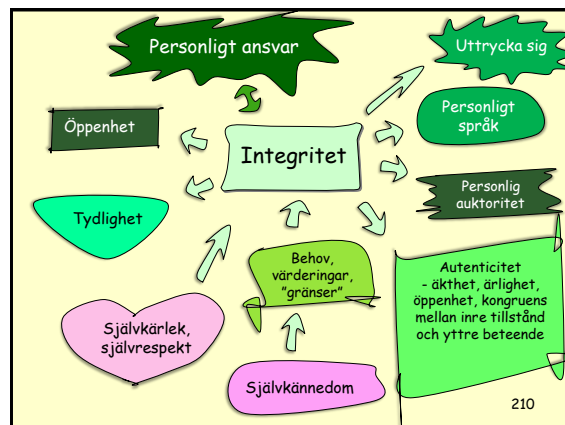 Personligt ansvar
Uttrycka sig
Öppenhet
Personligt
språk
Integritet
Personlig
auktoritet
Tydlighet
Behov,
värderingar,
"gränser"
Autenticitet
- äkthet, ärlighet,
öppenhet, kongruens
mellan inre tillstånd
och yttre beteende
Självkärlek,
självrespekt
Självkännedom
210